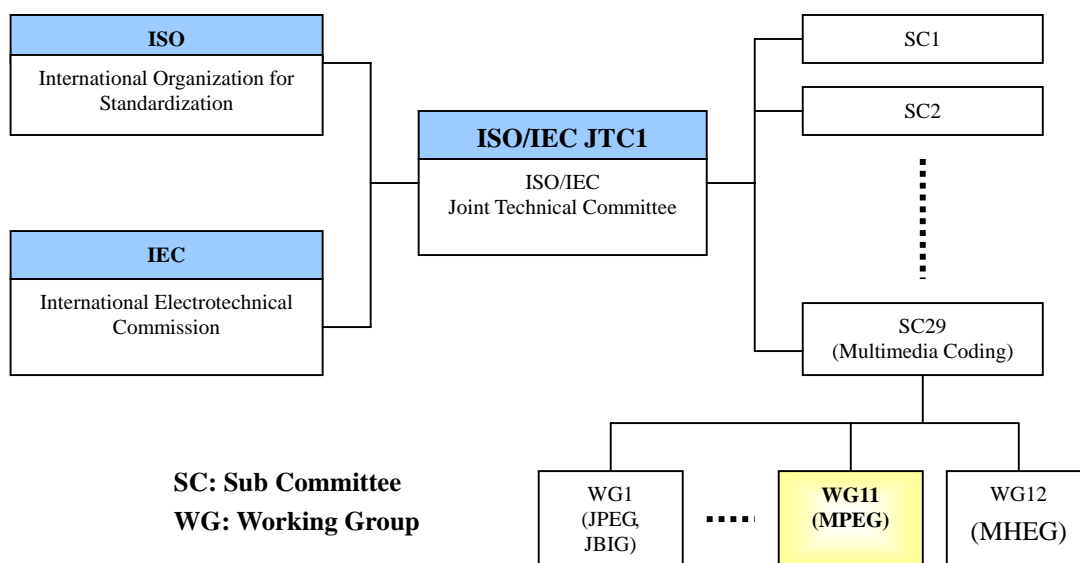 ISO
International Organization for
Standardization
IEC
International Electrotechnical
Commission
ISO/IEC JTC1
ISO/IEC
Joint Technical Committee
SC1
SC2
SC29
(Multimedia Coding)
WG1
(JPEG,
JBIG)
WG11
(MPEG)
WG12
(MHEG)
SC: Sub Committee
WG: Working Group